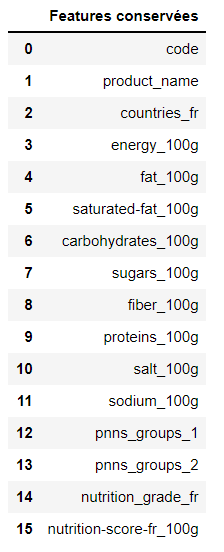 Features conservées
0 code
1 product_name
2 countries_fr
3 energy_100g
4 fat_100g
5 saturated-fat_100g
6 carbohydrates_100g
7 sugars_100g
8 fiber_100g
9 proteins_100g
10 salt_100g
11 sodium_100g
12 pnns_groups_1
13 pnns_groups_2
14 nutrition_grade_fr
15 nutrition-score-fr_100g